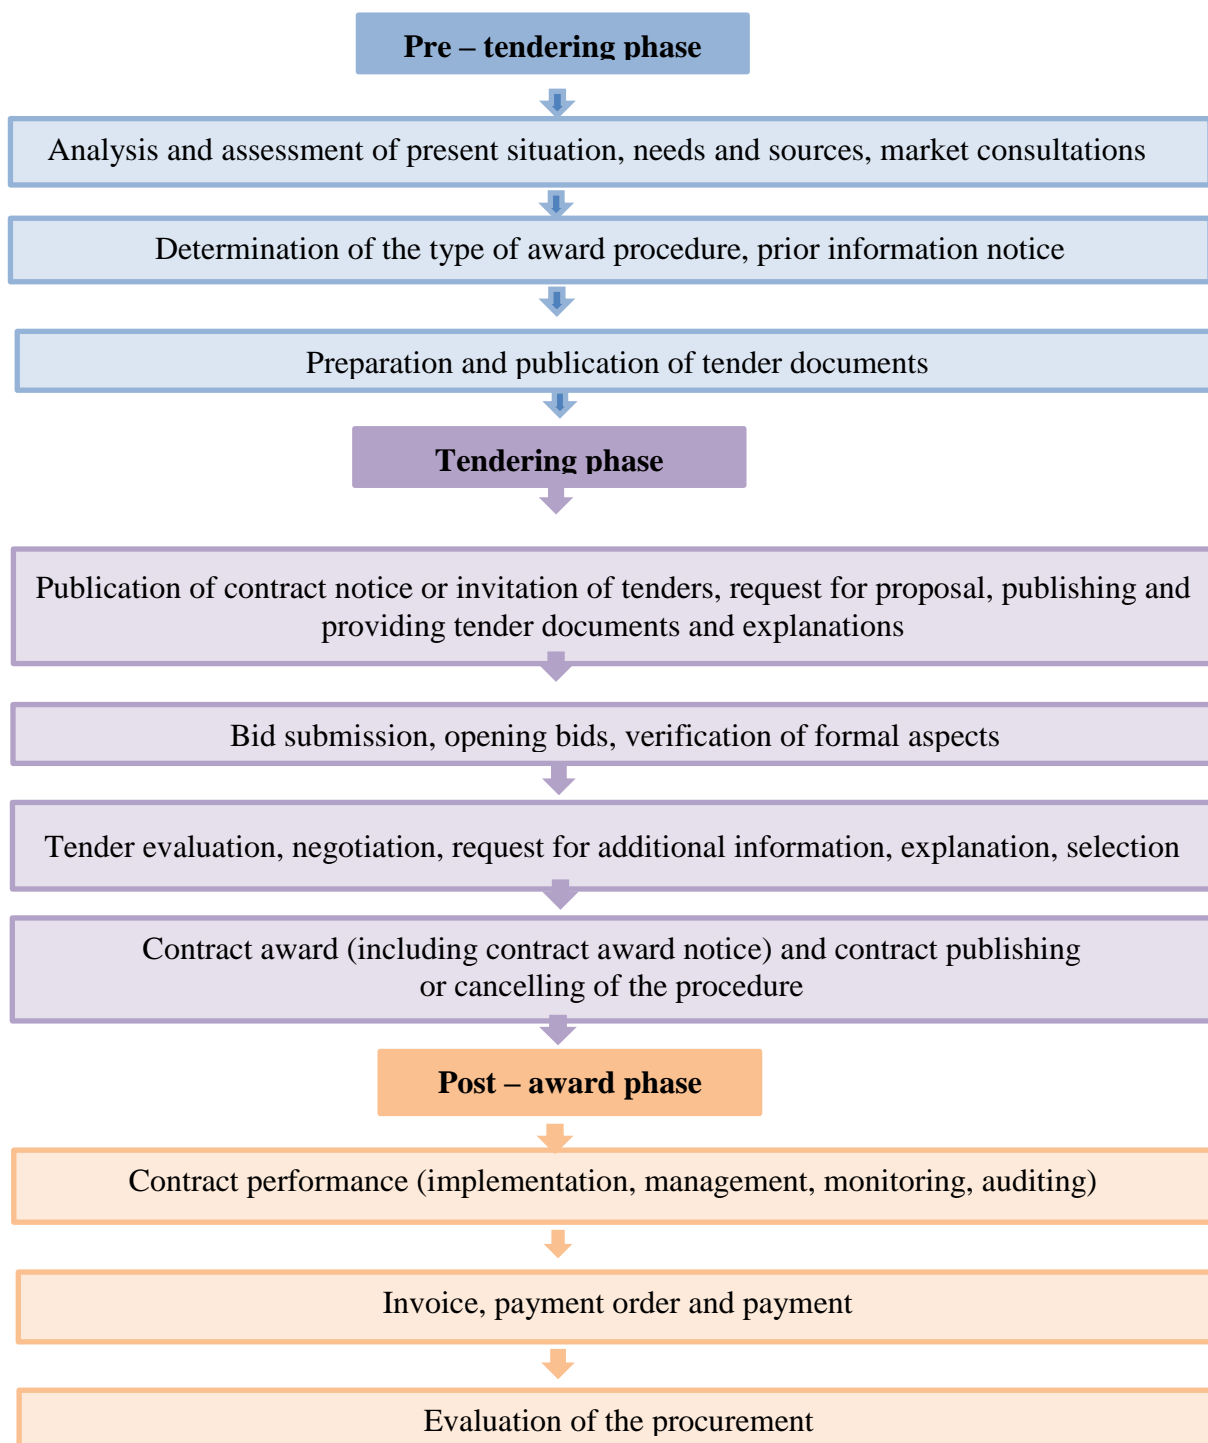 Pre – tendering phase
Analysis and assessment of present situation, needs and sources, market consultations
Determination of the type of award procedure, prior information notice
Preparation and publication of tender documents
Tendering phase
Publication of contract notice or invitation of tenders, request for proposal, publishing and
providing tender documents and explanations
Bid submission, opening bids, verification of formal aspects
Tender evaluation, negotiation, request for additional information, explanation, selection
Contract award (including contract award notice) and contract publishing
or cancelling of the procedure
Post – award phase
Contract performance (implementation, management, monitoring, auditing)
Invoice, payment order and payment
Evaluation of the procurement